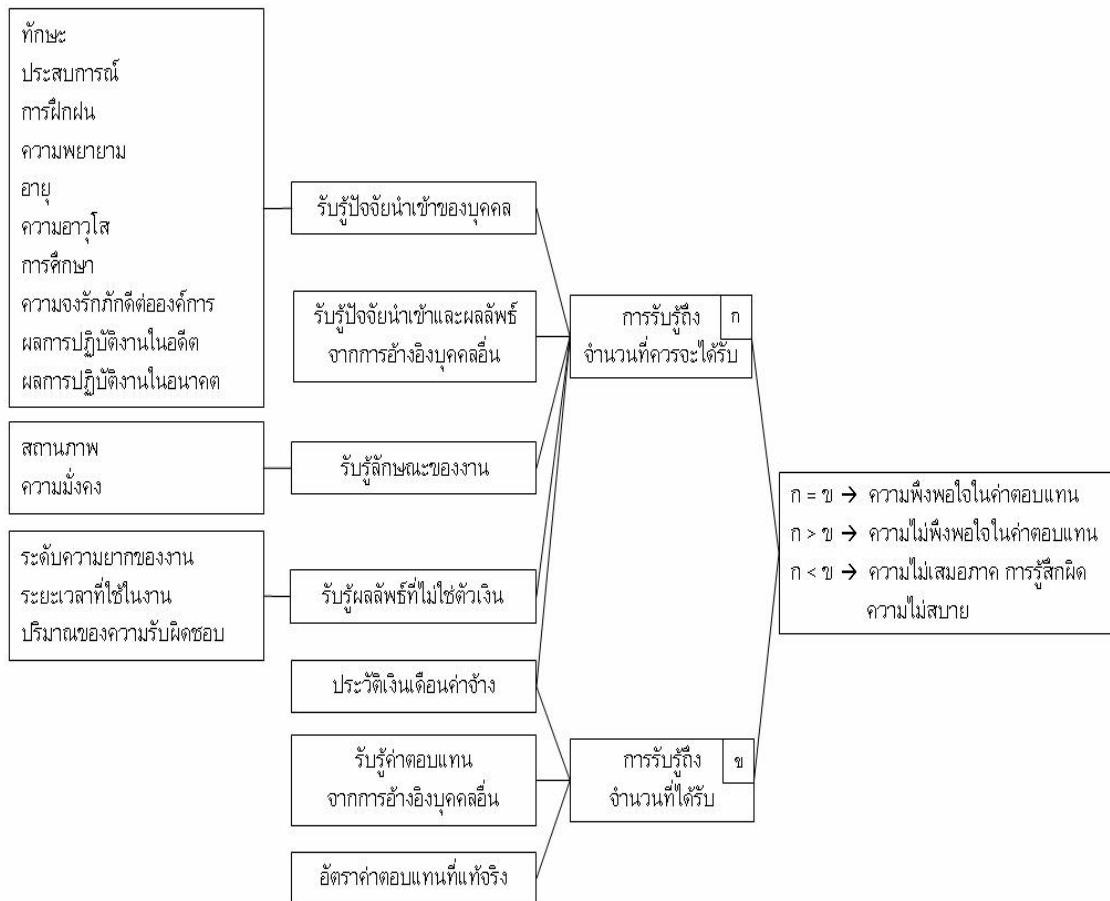 ทักษะ
ประสบการณ์
การฝึกฝน
ความพยายาม
อายุ
ความอาวุโส
การศึกษา
ความจงรักภักดีต่อองค์การ
ผลการปฏิบัติงานในอดีต
ผลการปฏิบัติงานในอนาคต
สถานภาพ
ความมั่งคง
ระดับความยากของงาน
ระยะเวลาที่ใช้ในงาน
ปริมาณของความรับผิดชอบ
รับรู้ปัจจัยนำเข้าของบุคคล
รับรู้ปัจจัยนำเข้าและผลลัพธ์
จากการอ้างอิงบุคคลอื่น
รับรู้ลักษณะของงาน
รับรู้ผลลัพธ์ที่ไม่ใช่ตัวเงิน
ประวัติเงินเดือนค่าจ้าง
รับรู้ค่าตอบแทน
จากการอ้างอิงบุคคลอื่น
อัตราค่าตอบแทนที่แท้จริง
การรับรู้ถึง ก
จำนวนที่ควรจะได้รับ
การรับรู้ถึง ข
จำนวนที่ได้รับ
ก = ข → ความพึงพอใจในค่าตอบแทน
ก > ข → ความไม่พึงพอใจในค่าตอบแทน
ก < ข → ความไม่เสมอภาค การรู้สึกผิด
ความไม่สบาย